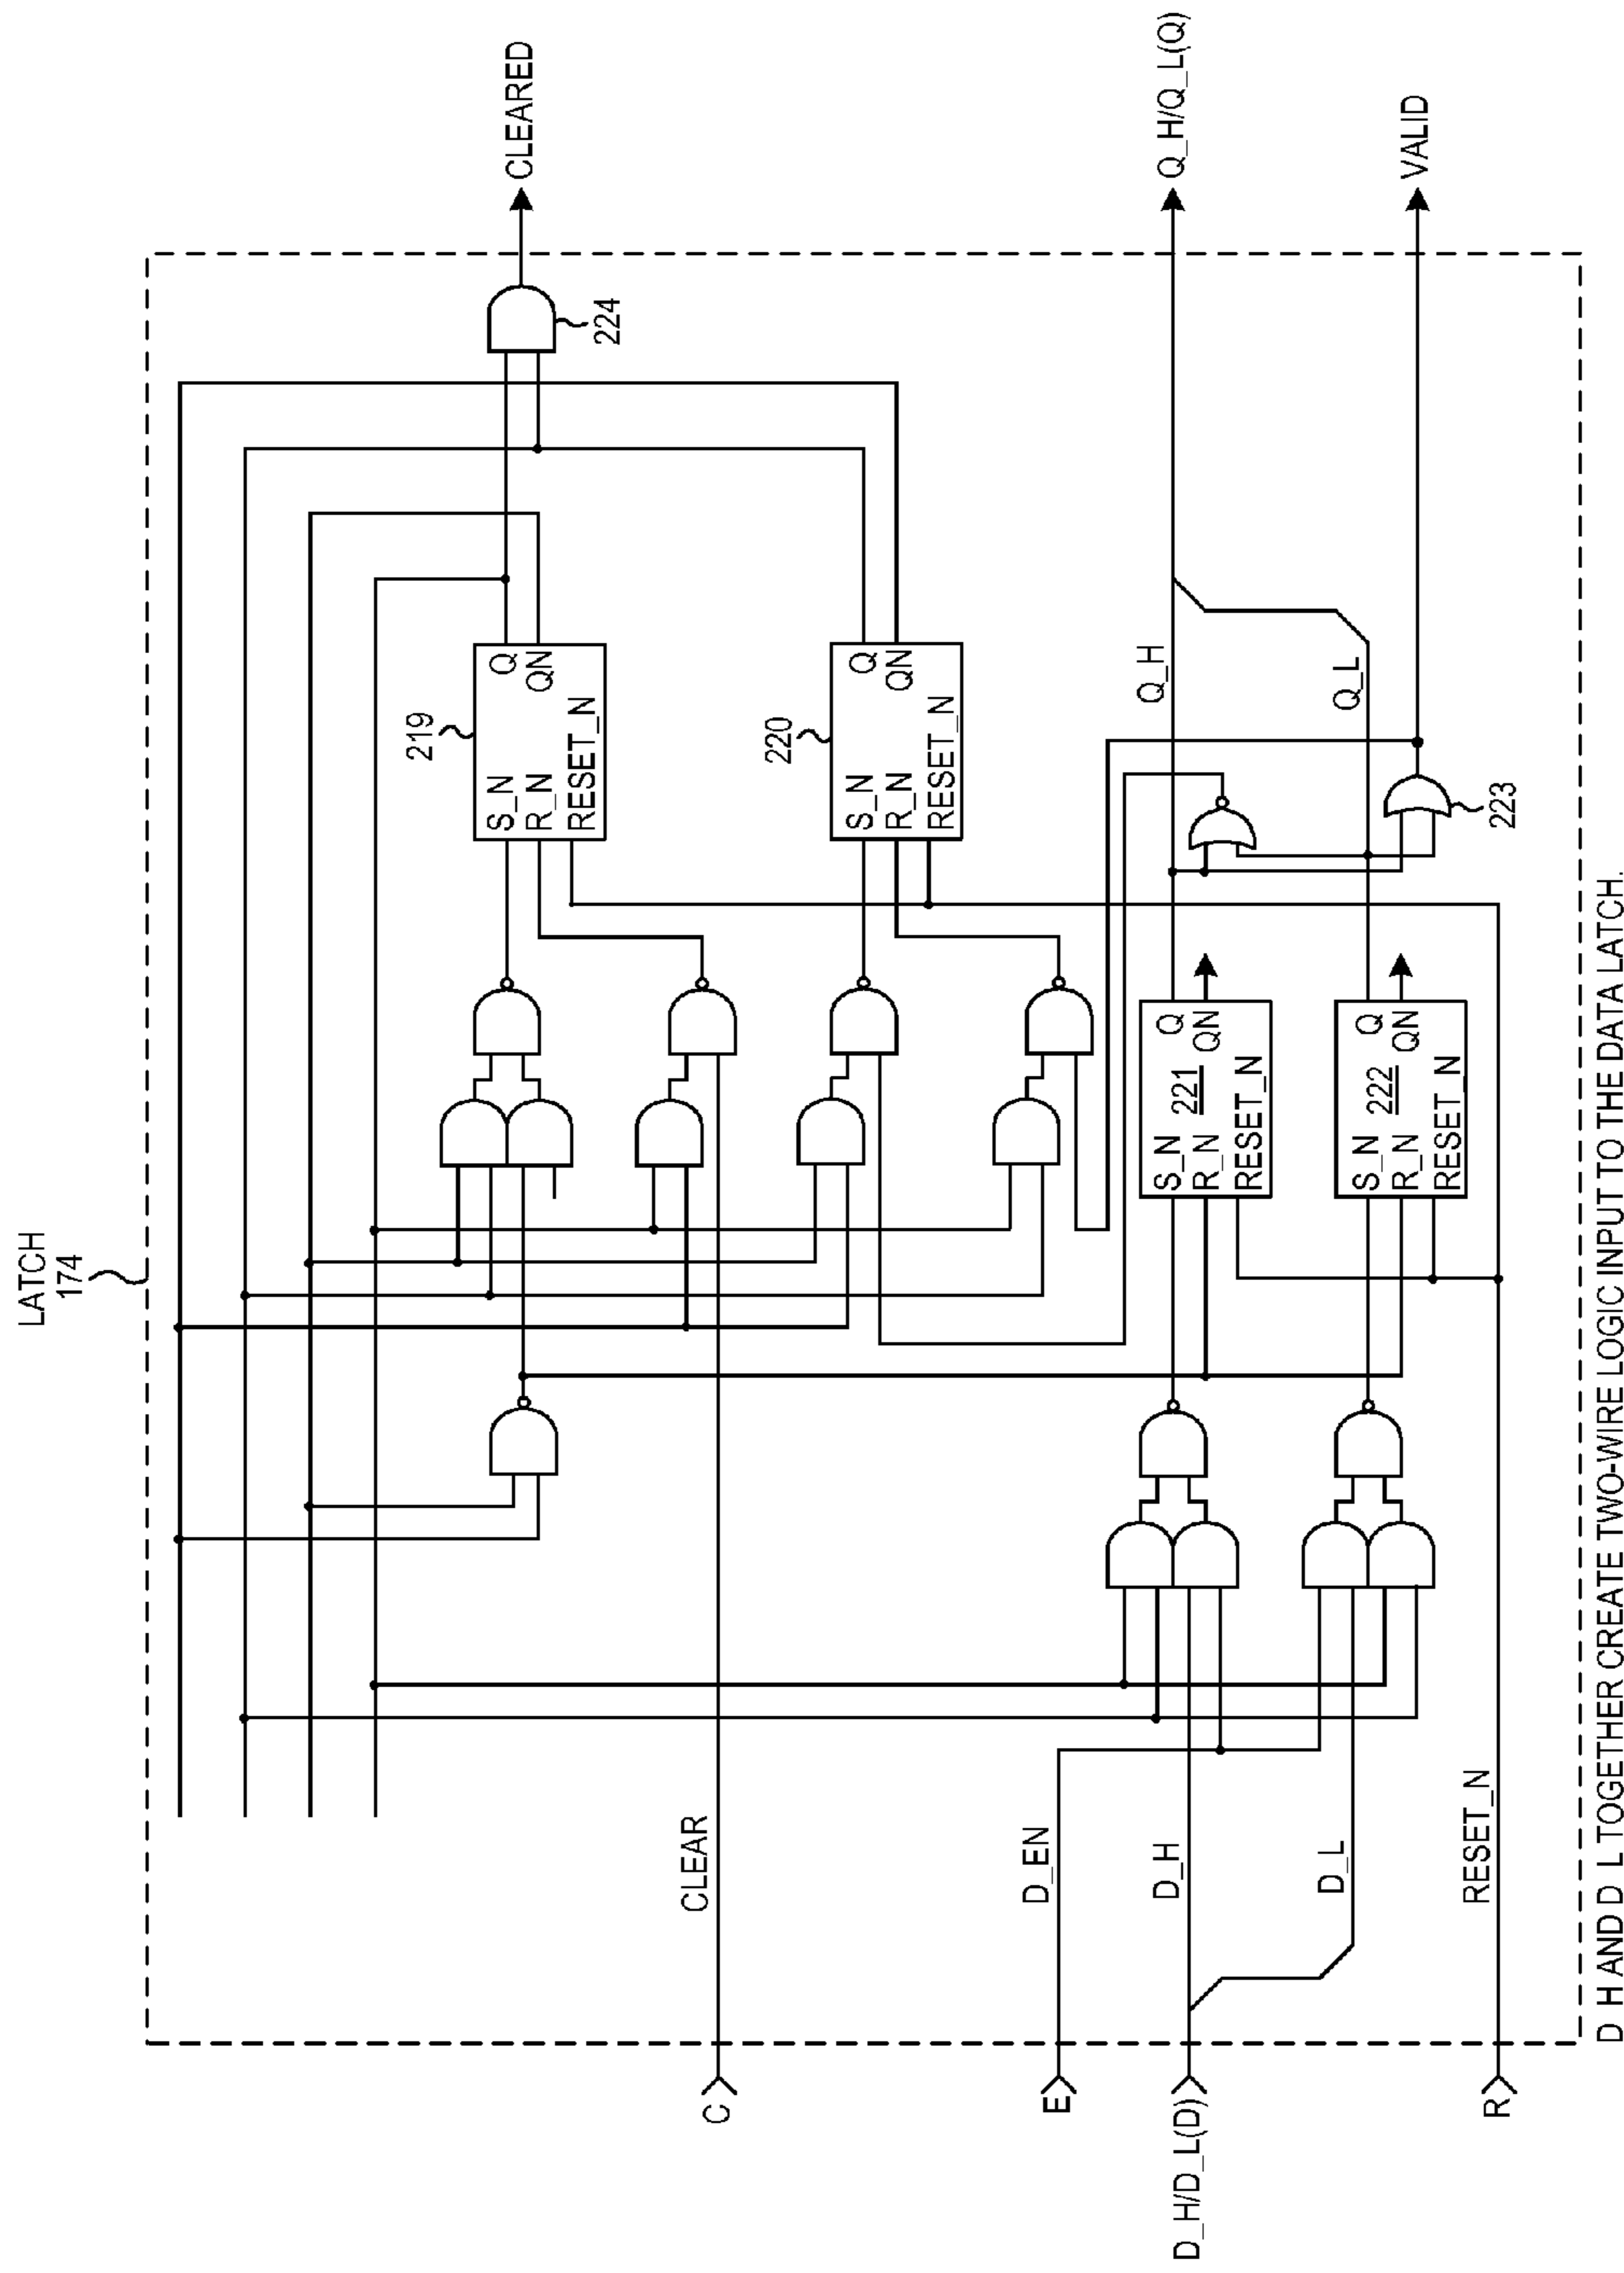 LATCH
174
CLEARED
224
219
S_N
R_N
RESET_N
Q
QN
220
S_N
R_N
RESET_N
Q
QN
CLEAR
C
D_EN
E
D_H
D_H/D_L(D)
D_L
RESET_N
R
S_N
R_N
RESET_N
221
Q
QN
S_N
R_N
RESET_N
222
Q
QN
Q_H
Q_L
223
Q_H/Q_L(Q)
VALID
D H AND D L TOGETHER CREATE TWO-WIRE LOGIC INPUT TO THE DATA LATCH.